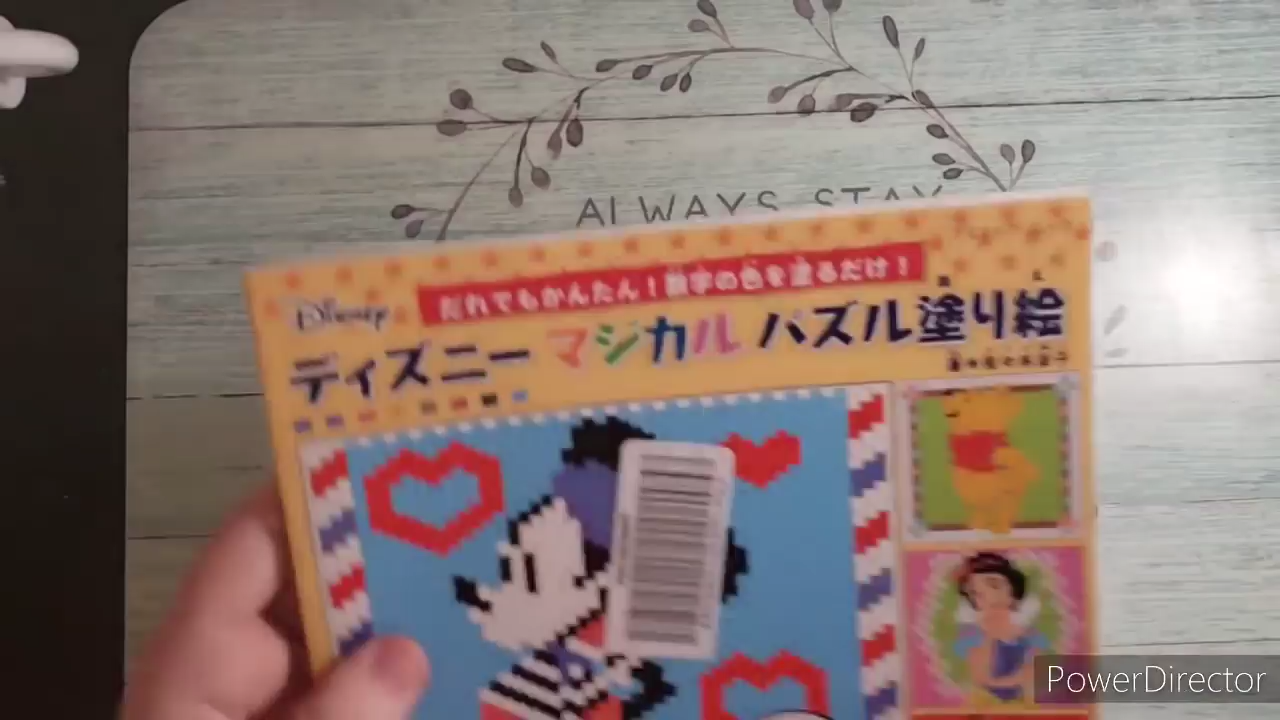 ALWAYS STAY
Disney
だれでもかんたん!数字の色を塗るだけ!
ディズニー マジカル パズル塗り絵
PowerDirector